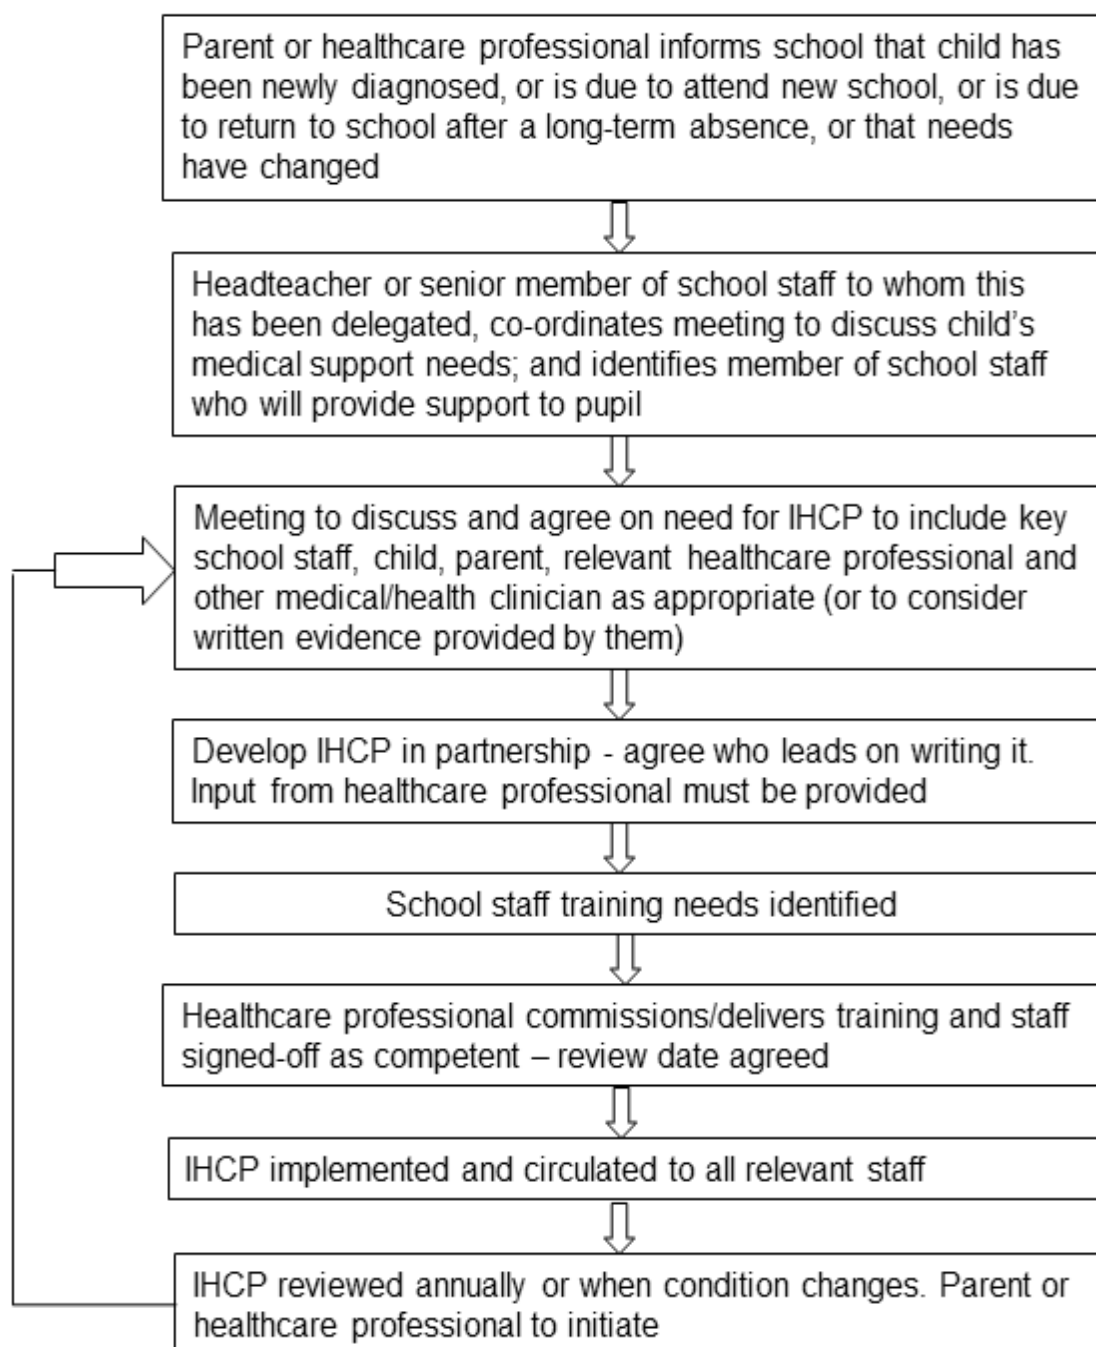 Parent or healthcare professional informs school that child has
been newly diagnosed, or is due to attend new school, or is due
to return to school after a long-term absence, or that needs
have changed
Headteacher or senior member of school staff to whom this
has been delegated, co-ordinates meeting to discuss child's
medical support needs; and identifies member of school staff
who will provide support to pupil
Meeting to discuss and agree on need for IHCP to include key
school staff, child, parent, relevant healthcare professional and
other medical/health clinician as appropriate (or to consider
written evidence provided by them)
Develop IHCP in partnership - agree who leads on writing it.
Input from healthcare professional must be provided
School staff training needs identified
Healthcare professional commissions/delivers training and staff
signed-off as competent – review date agreed
IHCP implemented and circulated to all relevant staff
IHCP reviewed annually or when condition changes. Parent or
healthcare professional to initiate